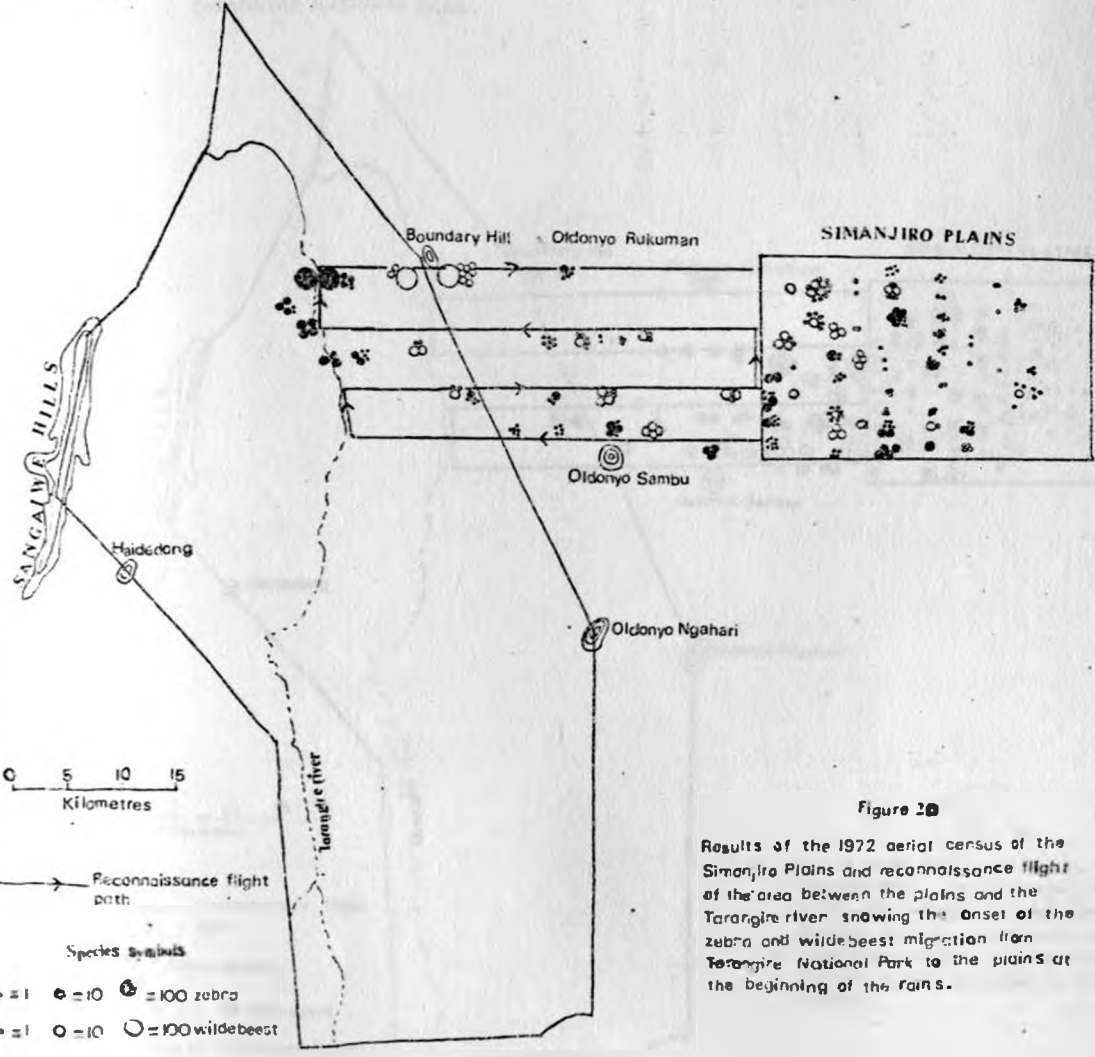 Boundary Hill
Oldonyo Rukuman
SIMANJIRO PLAINS
SANGAIWE HILLS
Oldonyo Sambu
Haidedong
Oldonyo Ngahari
Tarangire river
0 5 10 15
Kilometres
Reconnaissance flight
path
Species symbols
= 1 = 10 = 100 zebra
= 1 = 10 = 100 wildebeest
Figure
Results of the 1972 aerial census of the
Simanjiro Plains and reconnaissance flight
of the area between the plains and the
Tarangire river snowing the onset of the
zebra and wildebeest migration from
Tarangire National Park to the plains at
the beginning of the rains.